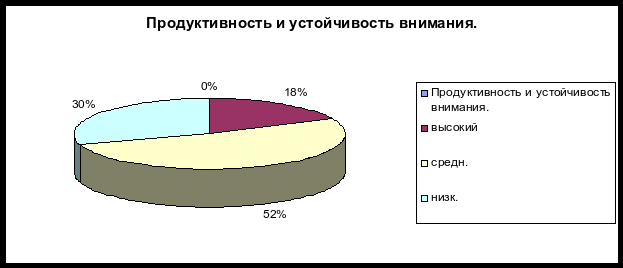 Продуктивность и устойчивость внимания.
0%
18%
30%
52%
Продуктивность и устойчивость
внимания.
высокий
средн.
низк.